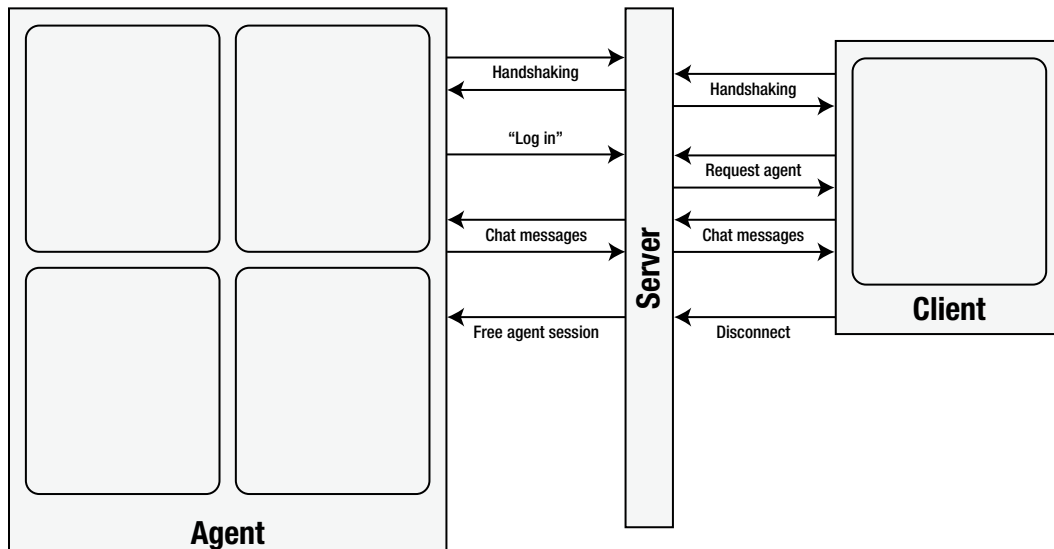 Handshaking
Handshaking
“Log in”
Request agent
Chat messages
Chat messages
Server
Client
Free agent session
Disconnect
Agent